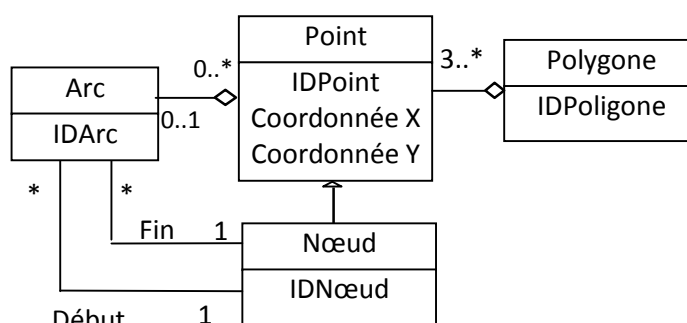 Point
IDPoint
Coordonnée X
Coordonnée Y
0..*
3..*
Polygone
IDPoligone
Arc
IDArc
0..1
*
*
Fin
1
Nœud
IDNœud
Début
1